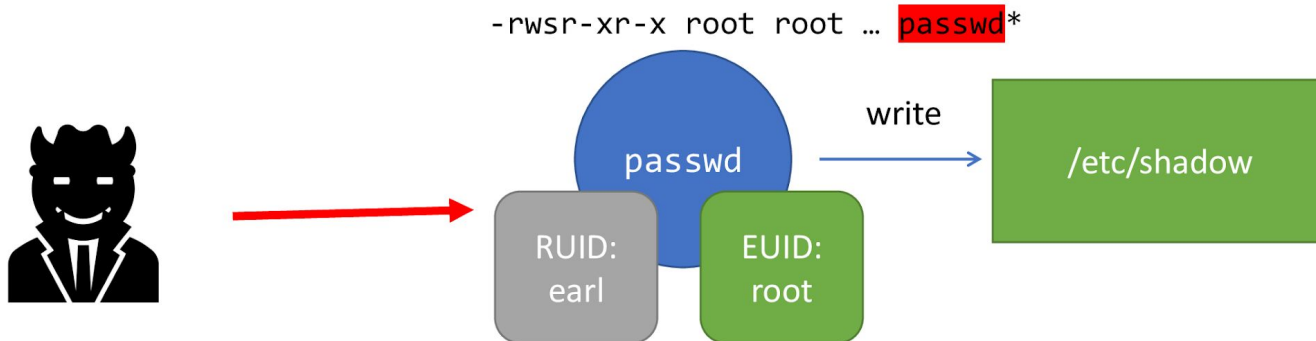 -rwsr-xr-x root root … passwd*
write
passwd
/etc/shadow
RUID:
earl
EUID:
root